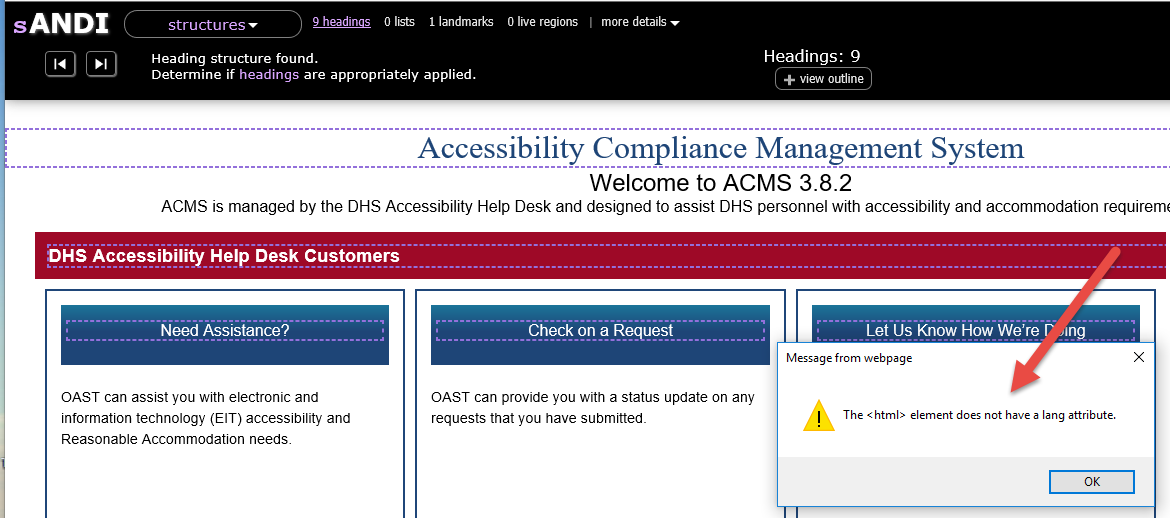 sANDI structures 9 headings 0 lists 1 landmarks 0 live regions | more details
Heading structure found.
Determine if headings are appropriately applied.
Headings: 9
view outline
Accessibility Compliance Management System
Welcome to ACMS 3.8.2
ACMS is managed by the DHS Accessibility Help Desk and designed to assist DHS personnel with accessibility and accommodation
DHS Accessibility Help Desk Customers
Need Assistance?
OAST can assist you with electronic and
information technology (EIT) accessibility and
Reasonable Accommodation needs.
Check on a Request
OAST can provide you with a status update on any
requests that you have submitted.
Let Us Know How We're Doing
Message from webpage
The <html> element does not have a lang attribute.
OK